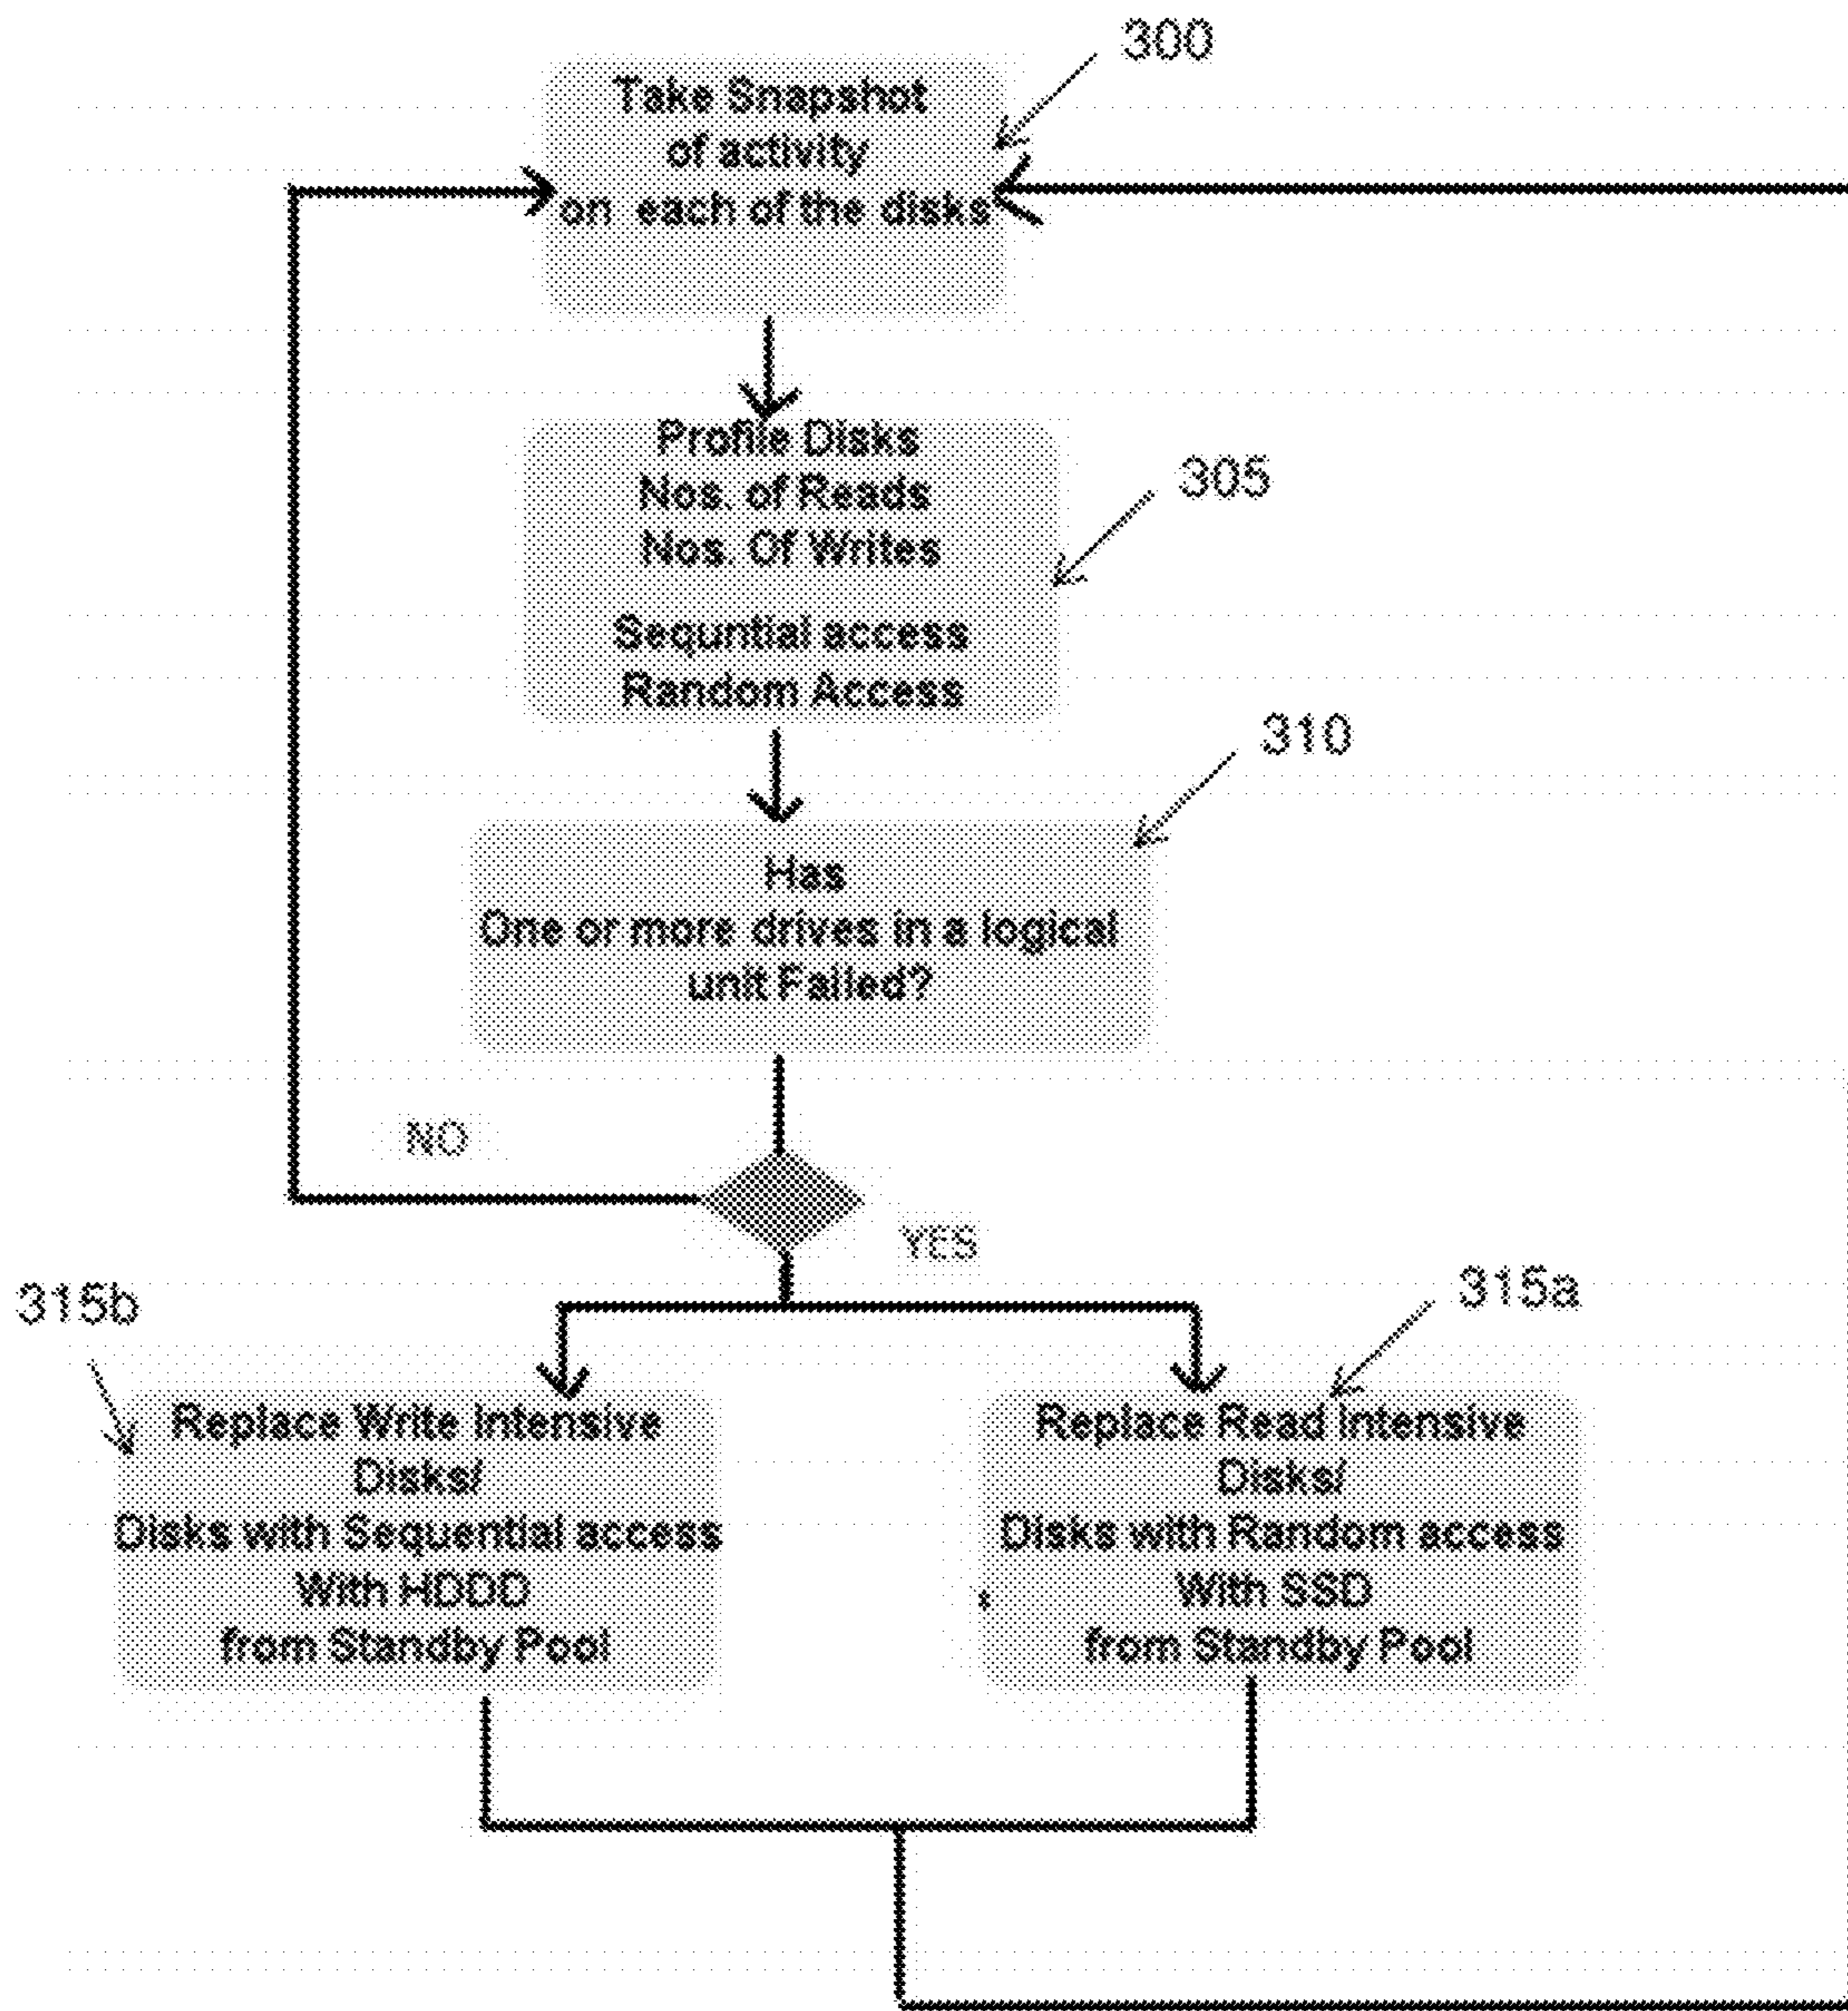 300
Take Snapshot
of activity
on each of the disks
Profile Disks
Nos. of Reads
Nos. Of Writes
Sequntial access
Random Access
305
310
Has
One or more drives in a logical
unit Failed?
NO
YES
315b
315a
Replace Write Intensive
Disks/
Disks with Sequential access
With HDDD
from Standby Pool
Replace Read Intensive
Disks/
Disks with Random access
With SSD
from Standby Pool